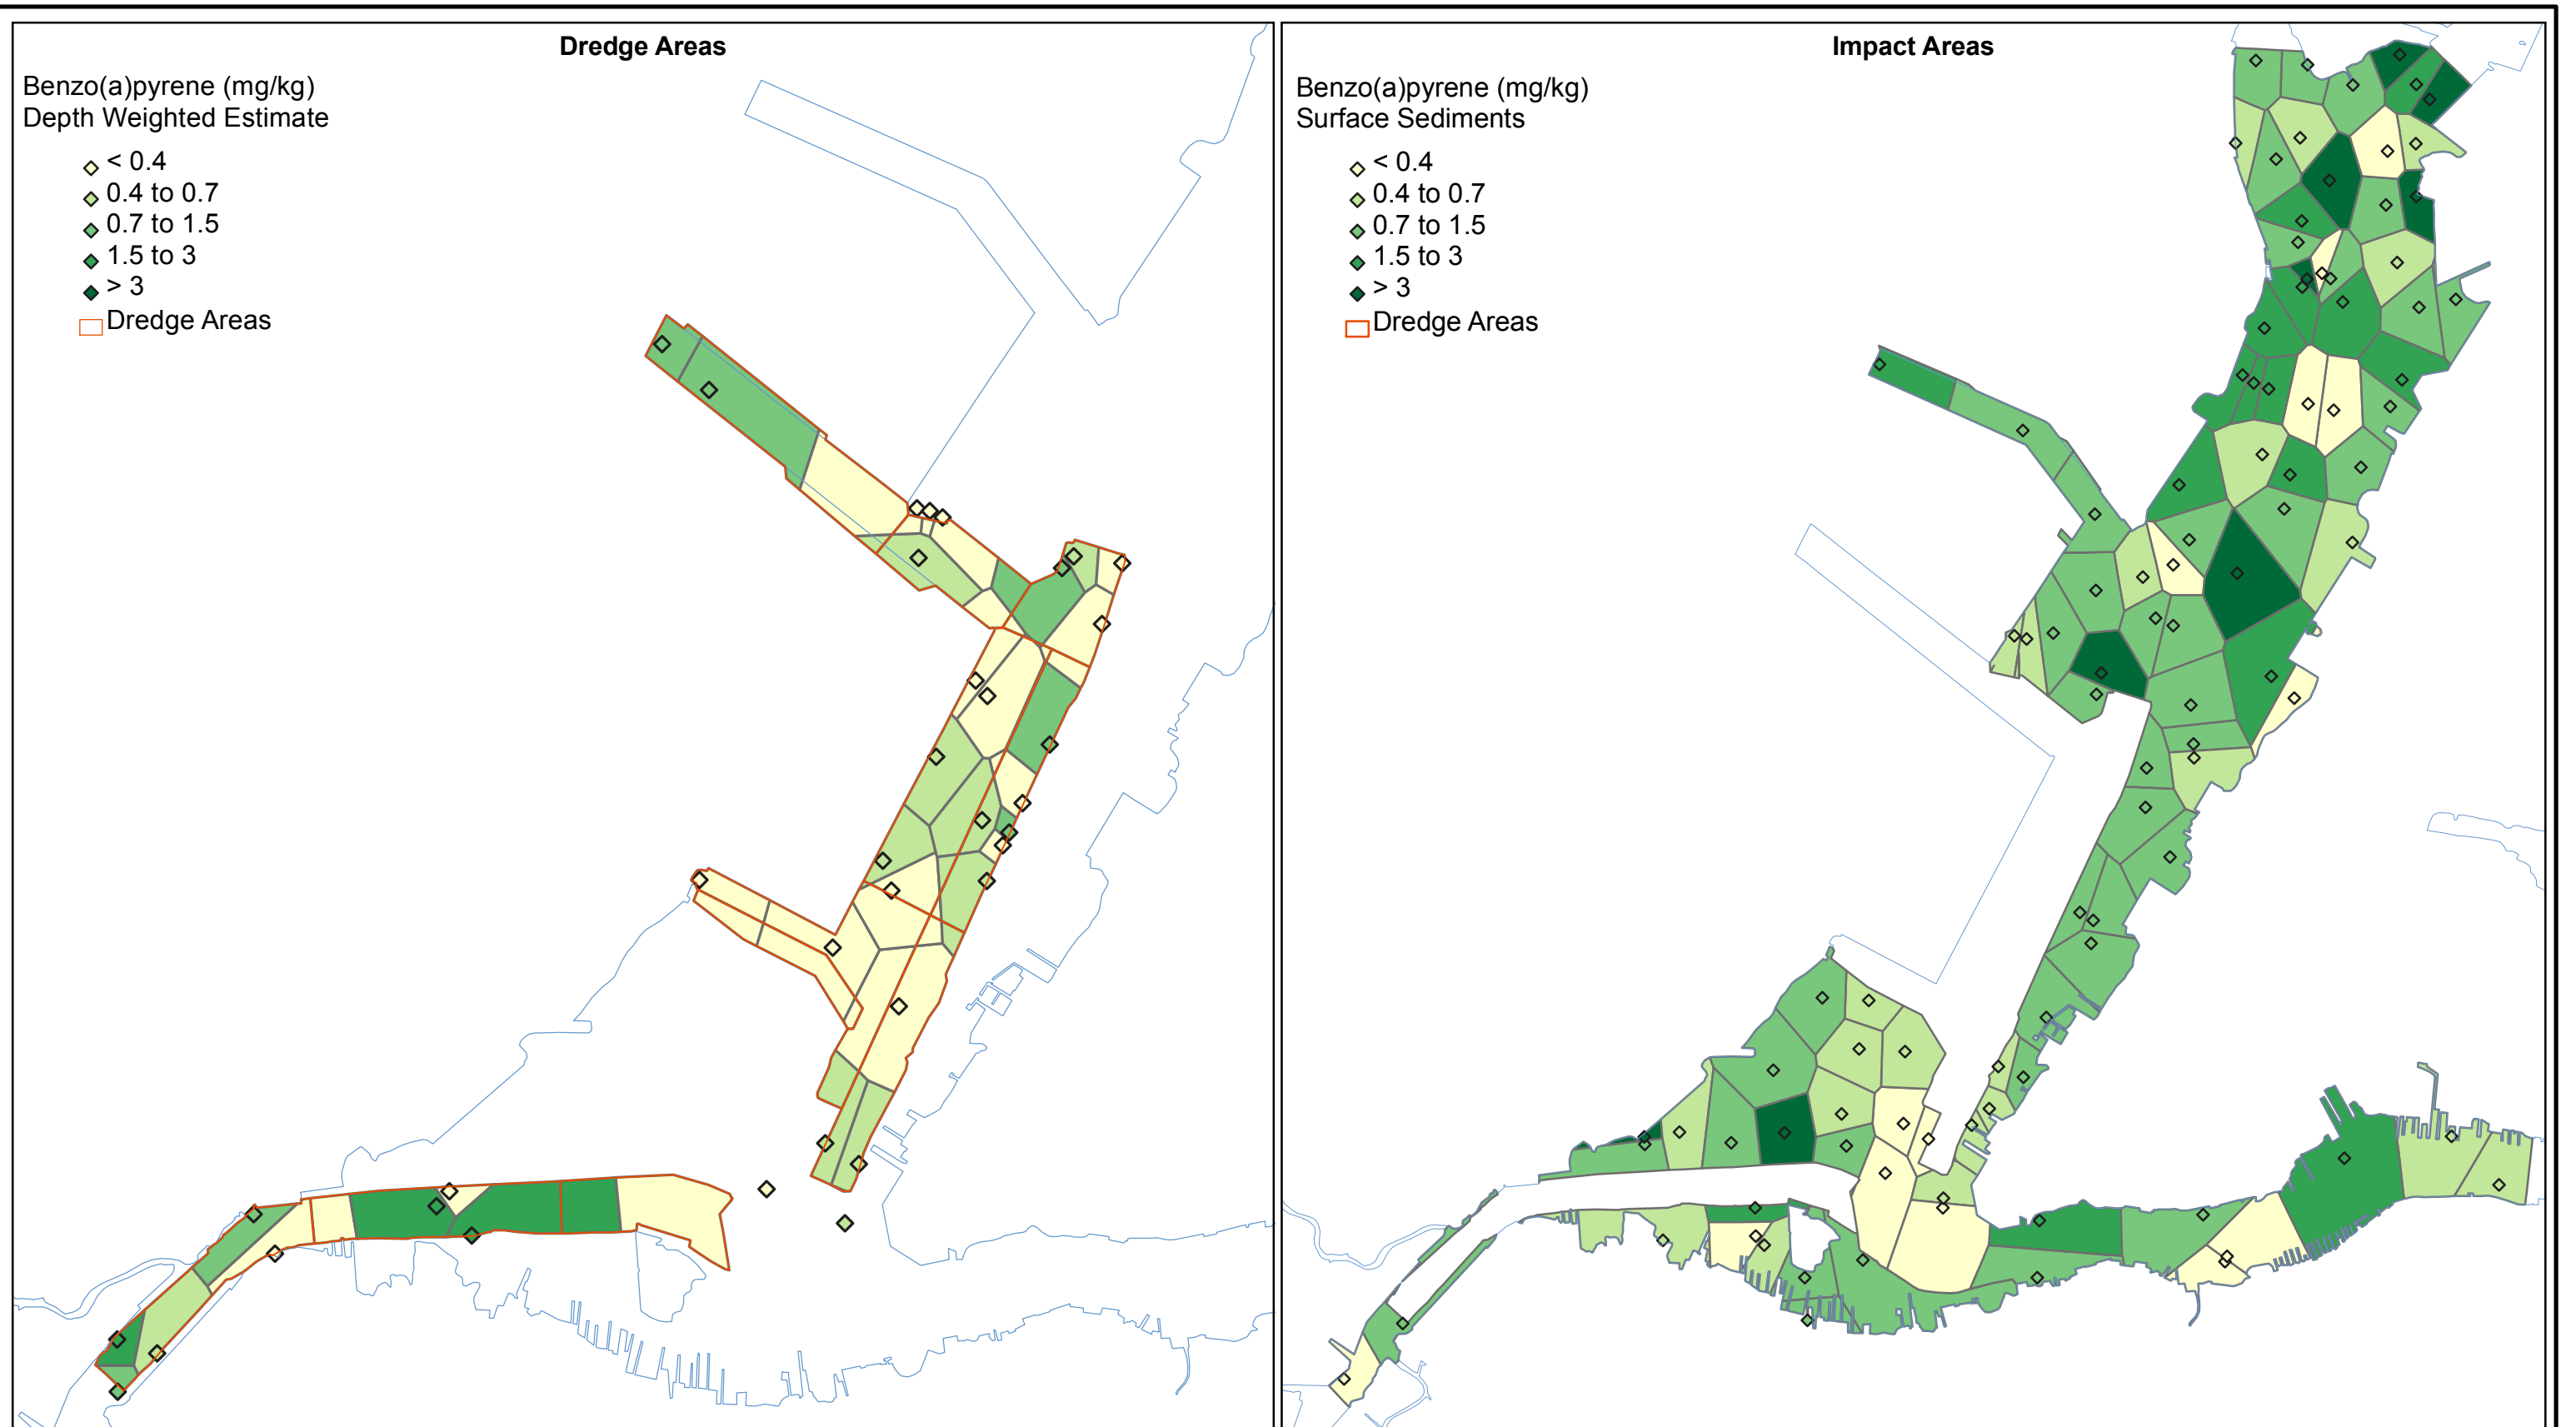 Dredge Areas
Benzo(a)pyrene (mg/kg)
Depth Weighted Estimate
< 0.4
0.4 to 0.7
0.7 to 1.5
1.5 to 3
> 3
Dredge Areas
Impact Areas
Benzo(a)pyrene (mg/kg)
Surface Sediments
< 0.4
0.4 to 0.7
0.7 to 1.5
1.5 to 3
> 3
Dredge Areas